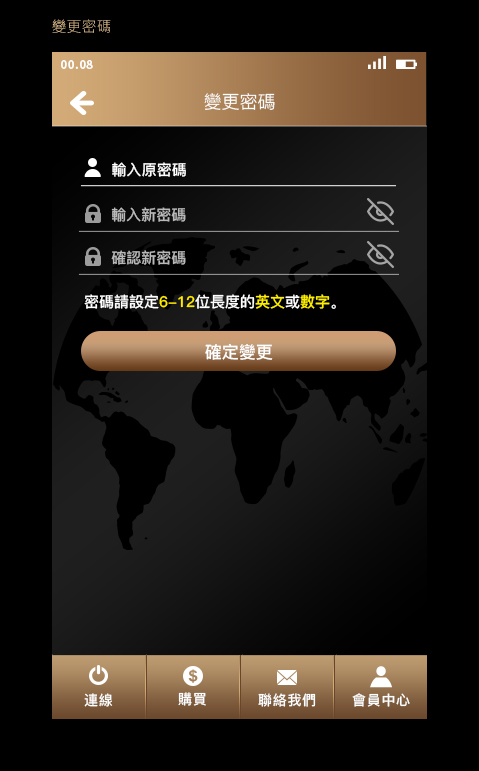 變更密碼
00.08
變更密碼
輸入原密碼
輸入新密碼
確認新密碼
密碼請設定6-12位長度的英文或數字。
確定變更
連線
$
購買
聯絡我們
會員中心